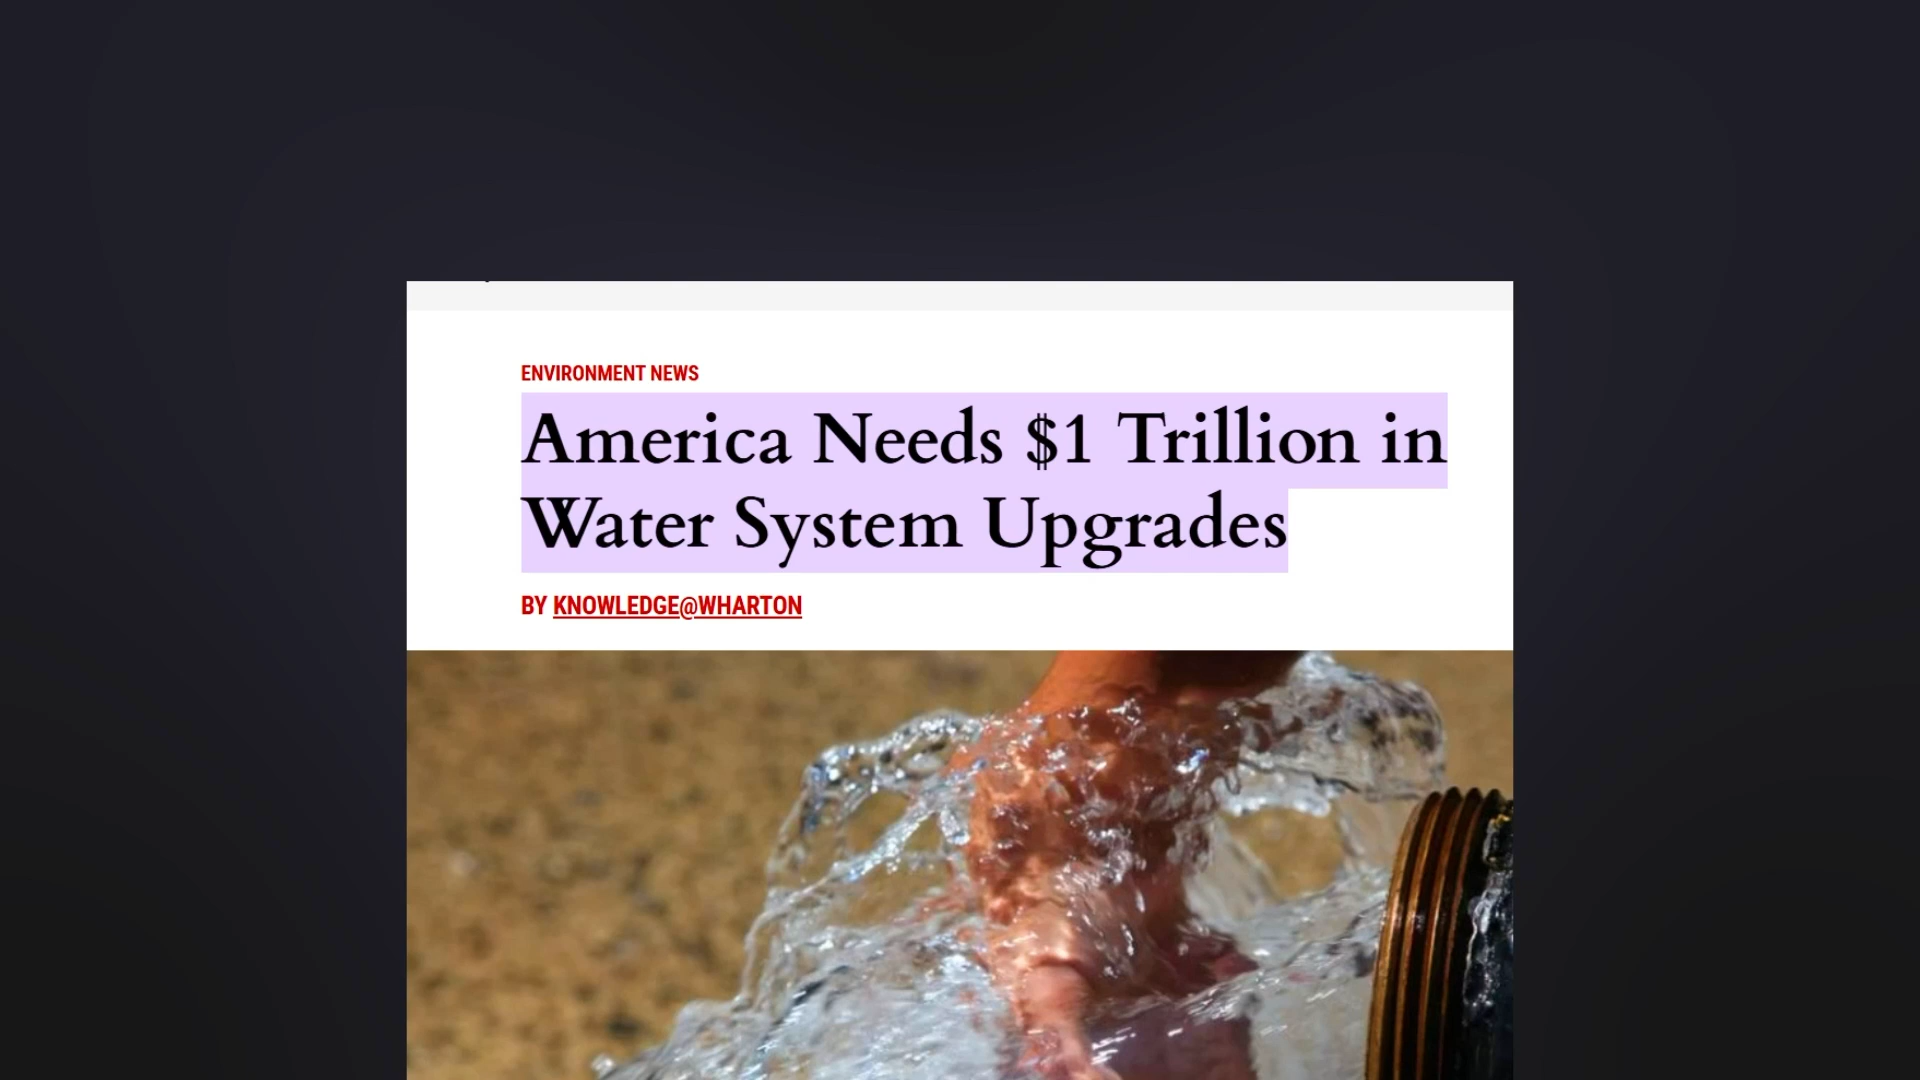 ENVIRONMENT NEWS
America Needs $1 Trillion in
Water System Upgrades
BY KNOWLEDGE@WHARTON